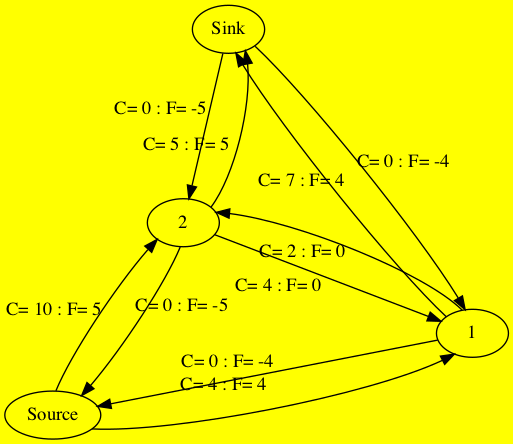 Sink
C= 0 : F= -5
C= 5 : F= 5
C= 0 : F= -4
C= 7 : F= 4
2
C= 2 : F= 0
C= 4 : F= 0
C= 10 : F= 5
C= 0 : F= -5
1
C= 0 : F= -4
C= 4 : F= 4
Source